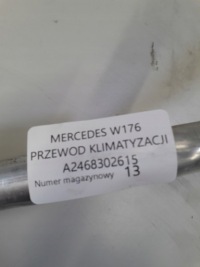 MERCEDES W176
PRZEWOD KLIMATYZACJI
A2468302615
Numer magazynowy 13